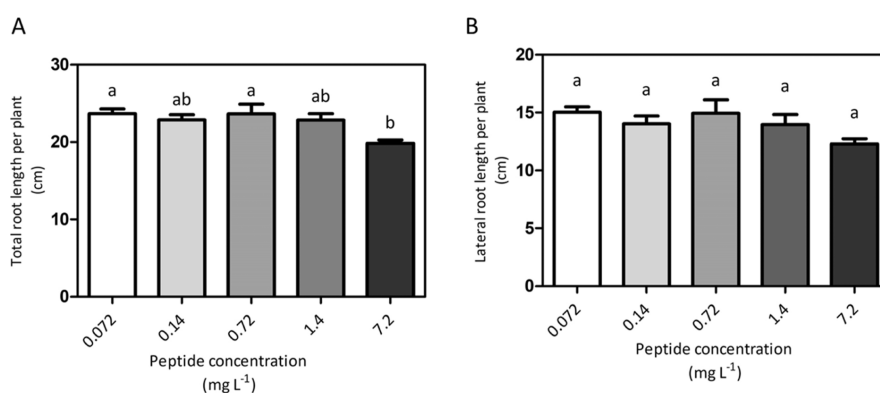 A
Total root length per plant
(cm)
30
20
10
0
a
ab
a
ab
b
0.072
0.14
0.72
1.4
7.2
Peptide concentration
(mg L-1)
B
Lateral root length per plant
(cm)
20
15
10
5
0
a
a
a
a
a
0.072
0.14
0.72
1.4
7.2
Peptide concentration
(mg L-1)